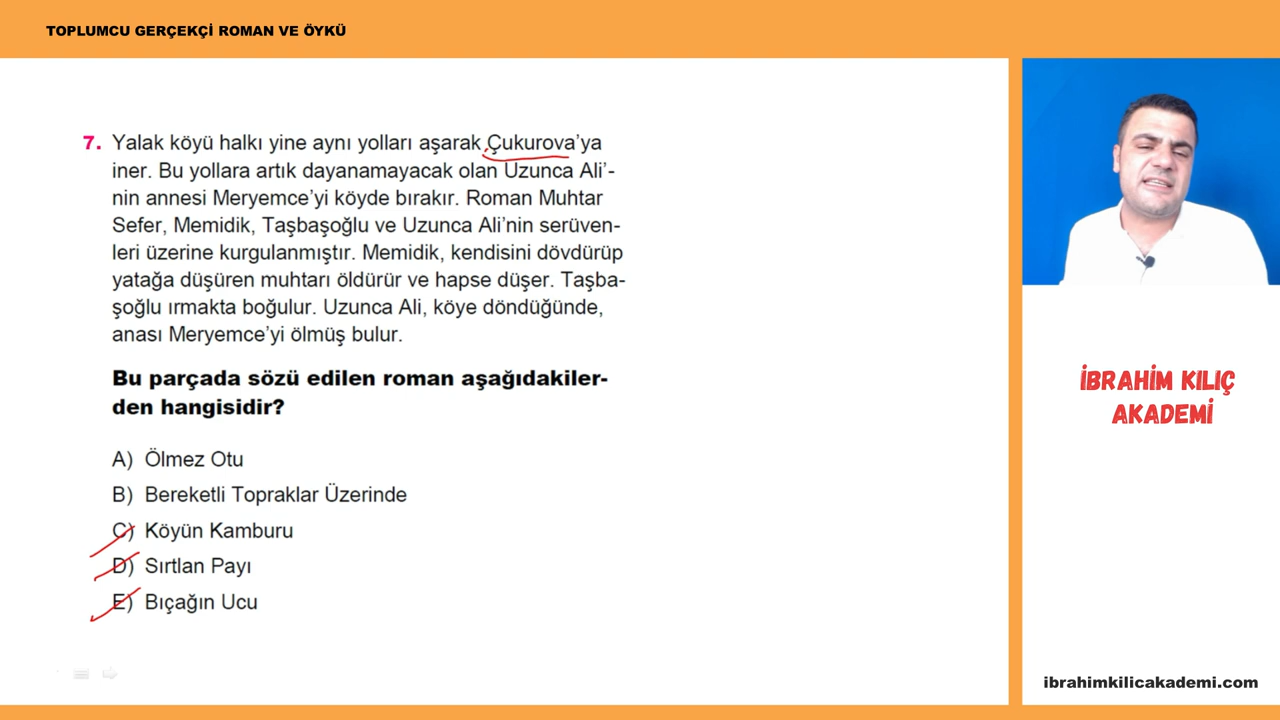 TOPLUMCU GERÇEKÇİ ROMAN VE ÖYKÜ
7. Yalak köyü halkı yine aynı yolları aşarak Çukurova'ya
iner. Bu yollara artık dayanamayacak olan Uzunca Ali'-
nin annesi Meryemce'yi köyde bırakır. Roman Muhtar
Sefer, Memidik, Taşbaşoğlu ve Uzunca Ali'nin serüven-
leri üzerine kurgulanmıştır. Memidik, kendisini dövdürüp
yatağa düşüren muhtarı öldürür ve hapse düşer. Taşba-
şoğlu ırmakta boğulur. Uzunca Ali, köye döndüğünde,
anası Meryemce'yi ölmüş bulur.
Bu parçada sözü edilen roman aşağıdakiler-
den hangisidir?
A) Ölmez Otu
B) Bereketli Topraklar Üzerinde
C) Köyün Kamburu
D) Sırtlan Payı
E) Bıçağın Ucu
İBRAHİM KILIÇ
AKADEMİ
ibrahimkilicakademi.com